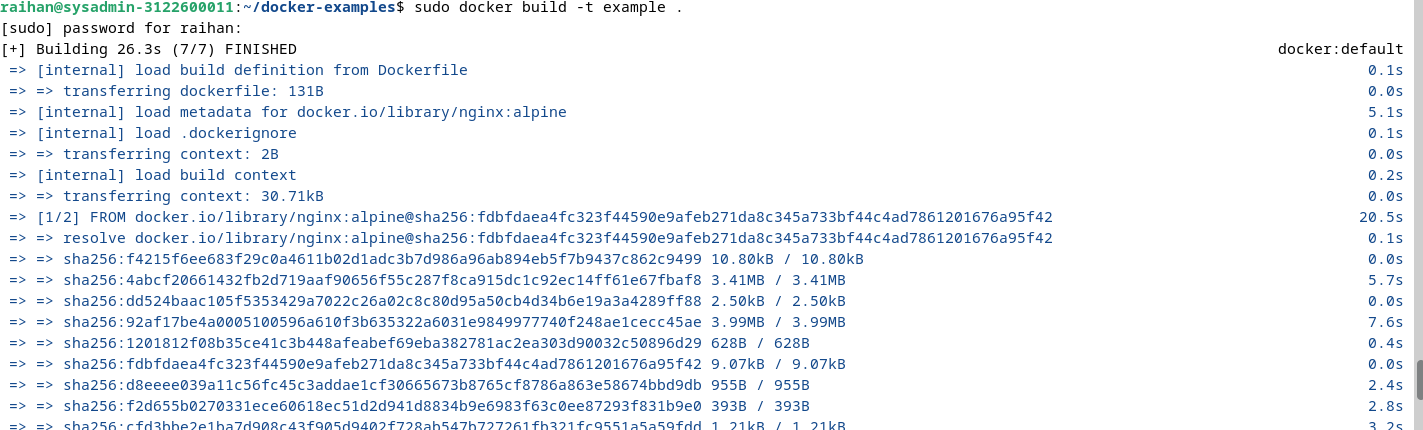 raihan@sysadmin-3122600011:~/docker-examples$ sudo docker build -t example .
[sudo] password for raihan:
[+] Building 26.3s (7/7) FINISHED docker:default
=> [internal] load build definition from Dockerfile 0.1s
=> => transferring dockerfile: 131B 0.0s
=> [internal] load metadata for docker.io/library/nginx:alpine 5.1s
=> [internal] load .dockerignore 0.1s
=> => transferring context: 2B 0.0s
=> [internal] load build context 0.2s
=> => transferring context: 30.71kB 0.0s
=> [1/2] FROM docker.io/library/nginx:alpine@sha256:fdbfdaea4fc323f44590e9afeb271da8c345a733bf44c4ad7861201676a95f42 20.5s
=> => resolve docker.io/library/nginx:alpine@sha256:fdbfdaea4fc323f44590e9afeb271da8c345a733bf44c4ad7861201676a95f42 0.1s
=> => sha256:f4215f6ee683f29c0a4611b02d1adc3b7d986a96ab894eb5f7b9437c862c9499 10.80kB / 10.80kB 0.0s
=> => sha256:4abcf20661432fb2d719aaf90656f55c287f8ca915dc1c92ec14ff61e67fbaf8 3.41MB / 3.41MB 5.7s
=> => sha256:dd524baac105f5353429a7022c26a02c8c80d95a50cb4d34b6e19a3a4289ff88 2.50kB / 2.50kB 0.0s
=> => sha256:92af17be4a0005100596a610f3b635322a6031e9849977740f248ae1cecc45ae 3.99MB / 3.99MB 7.6s
=> => sha256:1201812f08b35ce41c3b448afeabef69eba382781ac2ea303d90032c50896d29 628B / 628B 0.4s
=> => sha256:fdbfdaea4fc323f44590e9afeb271da8c345a733bf44c4ad7861201676a95f42 9.07kB / 9.07kB 0.0s
=> => sha256:d8eeee039a11c56fc45c3addae1cf30665673b8765cf8786a863e58674bbd9db 955B / 955B 2.4s
=> => sha256:f2d655b0270331ece60618ec51d2d941d8834b9e6983f63c0ee87293f831b9e0 393B / 393B 2.8s
=> => sha256:cfd3bbe2e1ba7d908c43f905d9402f728ab547b727261fb321fc9551a5a59fdd 1.21kB / 1.21kB 3.2s